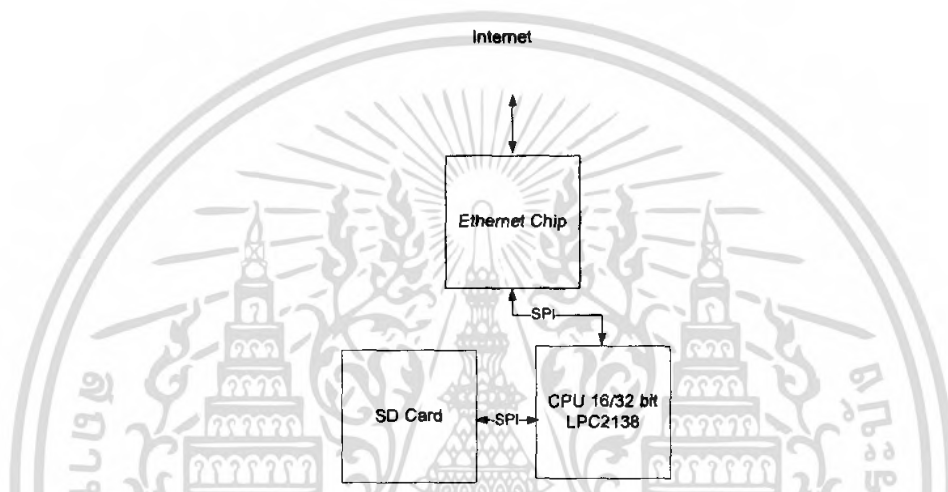 Internet
Ethernet Chip
SPI
SD Card
SPI
CPU 16/32 bit
LPC2138